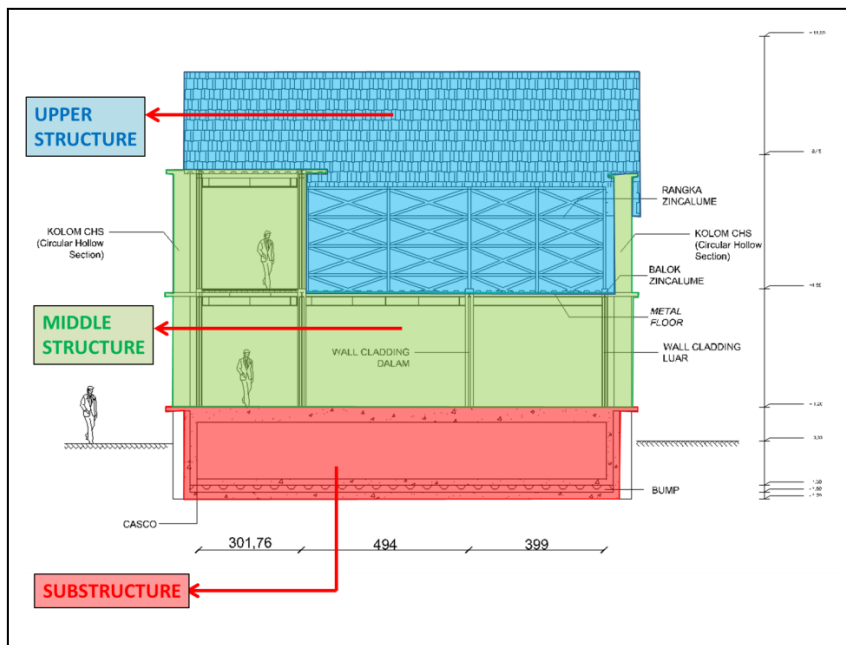 UPPER
STRUCTURE
KOLOM CHS
(Circular Hollow
Section)
RANGKA
ZINCALUME
KOLOM CHS
(Circular Hollow
Section)
BALOK
ZINCALUME
METAL
FLOOR
MIDDLE
STRUCTURE
WALL CLADDING
DALAM
WALL CLADDING
LUAR
BUMP
CASCO
301,76
494
399
SUBSTRUCTURE